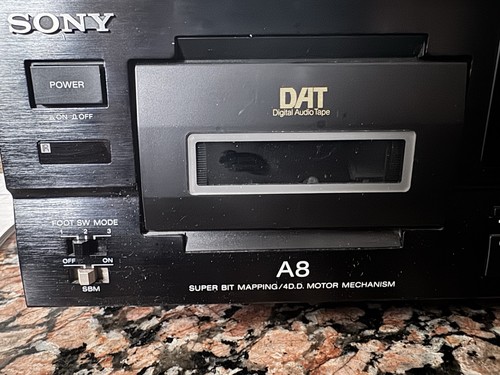 SONY
POWER
ON OFF
DAT
Digital Audio Tape
R
FOOT SW MODE
1 2 3
OFF ON
SBM
A8
SUPER BIT MAPPING/4D.D. MOTOR MECHANISM